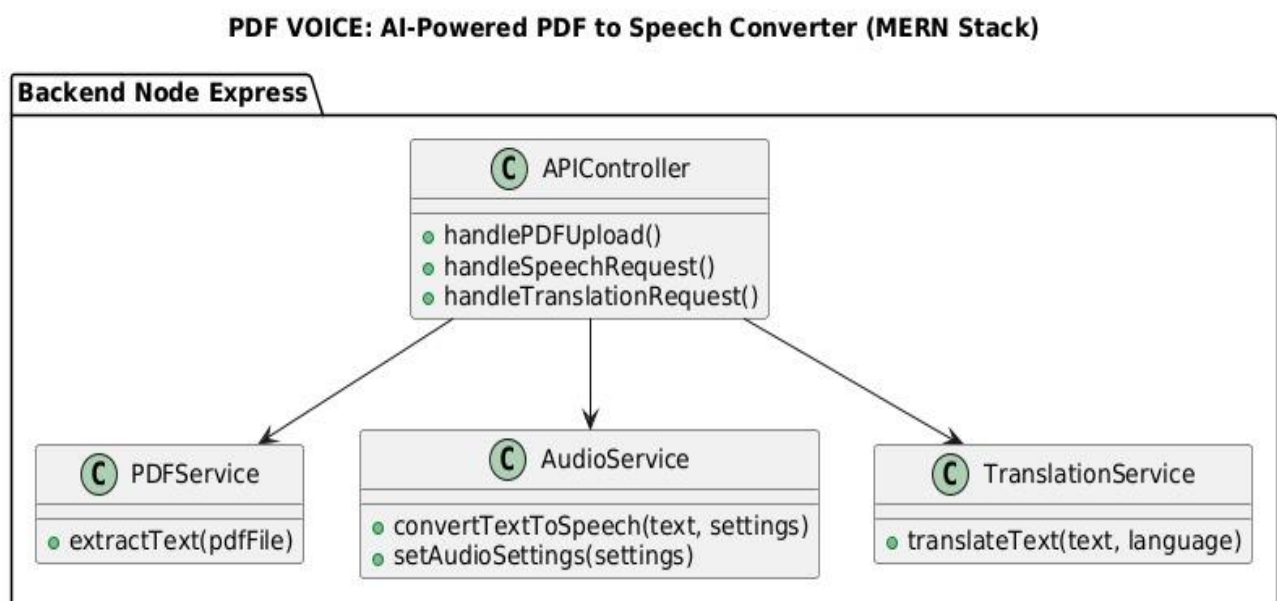 PDF VOICE: AI-Powered PDF to Speech Converter (MERN Stack)
Backend Node Express
C APIController
handlePDFUpload()
handleSpeechRequest()
handleTranslationRequest()
C PDFService
extractText(pdfFile)
C AudioService
convertTextToSpeech(text, settings)
setAudioSettings(settings)
C TranslationService
translateText(text, language)